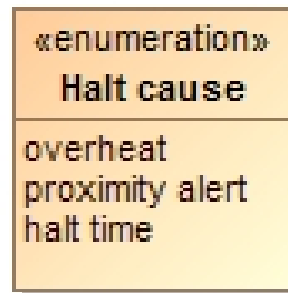 «enumeration»
Halt cause
overheat
proximity alert
halt time